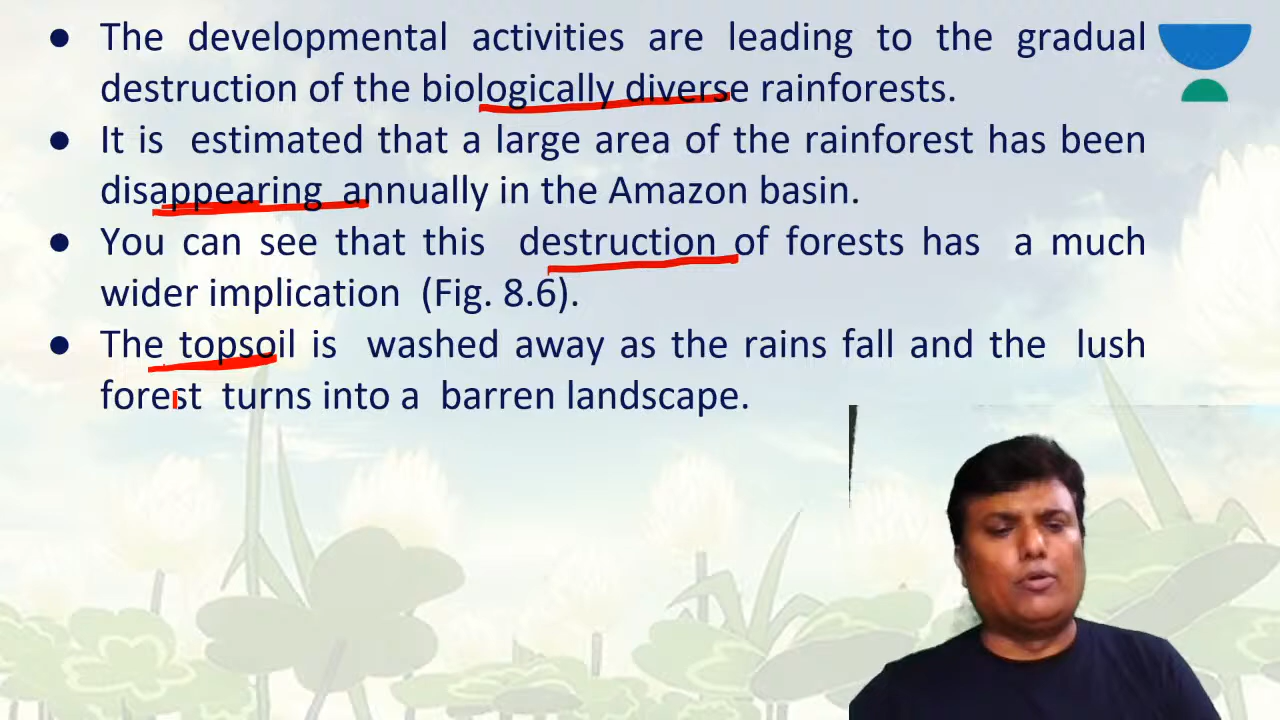 ● The developmental activities are leading to the gradual
destruction of the biologically diverse rainforests.
● It is estimated that a large area of the rainforest has been
disappearing annually in the Amazon basin.
● You can see that this destruction of forests has a much
wider implication (Fig. 8.6).
● The topsoil is washed away as the rains fall and the lush
forest turns into a barren landscape.